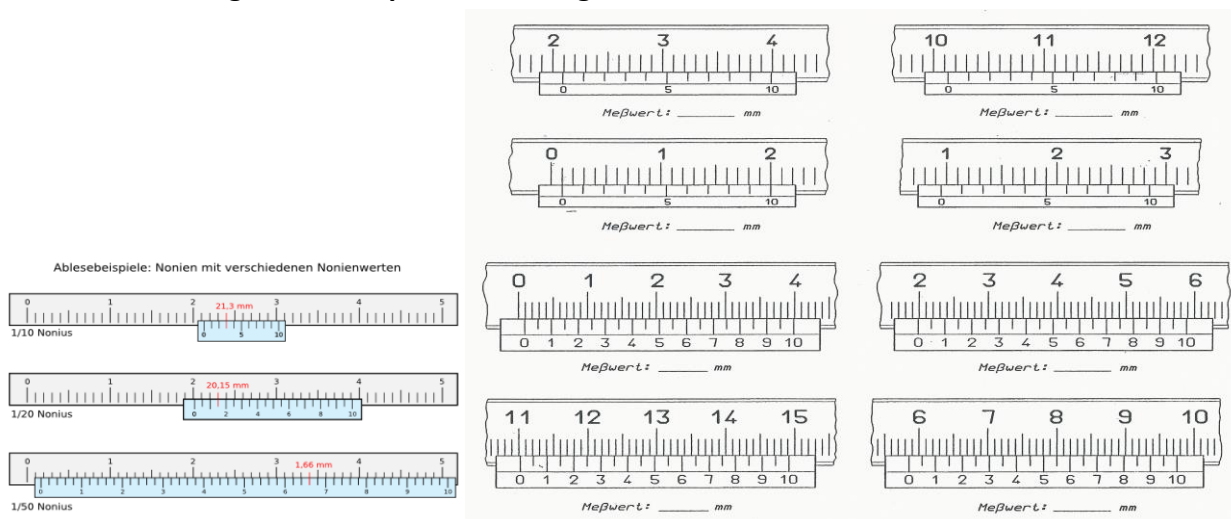 Ablesebeispiele: Nonien mit verschiedenen Nonienwerten
0 1 2 3 4 5
21,3 mm
0 5 10
1/10 Nonius
0 1 2 3 4 5
20,15 mm
0 2 4 6 8 10
1/20 Nonius
0 1 2 3 4 5
1,66 mm
0 1 2 3 4 5 6 7 8 9 10
1/50 Nonius
2 3 4
0 5 10
Meßwert: ________ mm
10 11 12
0 5 10
Meßwert: ________ mm
0 1 2
0 5 10
Meßwert: ________ mm
1 2 3
0 5 10
Meßwert: ________ mm
0 1 2 3 4
0 1 2 3 4 5 6 7 8 9 10
Meßwert: ______ mm
2 3 4 5 6
0 1 2 3 4 5 6 7 8 9 10
Meßwert: ______ mm
11 12 13 14 15
0 1 2 3 4 5 6 7 8 9 10
Meßwert: ______ mm
6 7 8 9 10
0 1 2 3 4 5 6 7 8 9 10
Meßwert: ______ mm